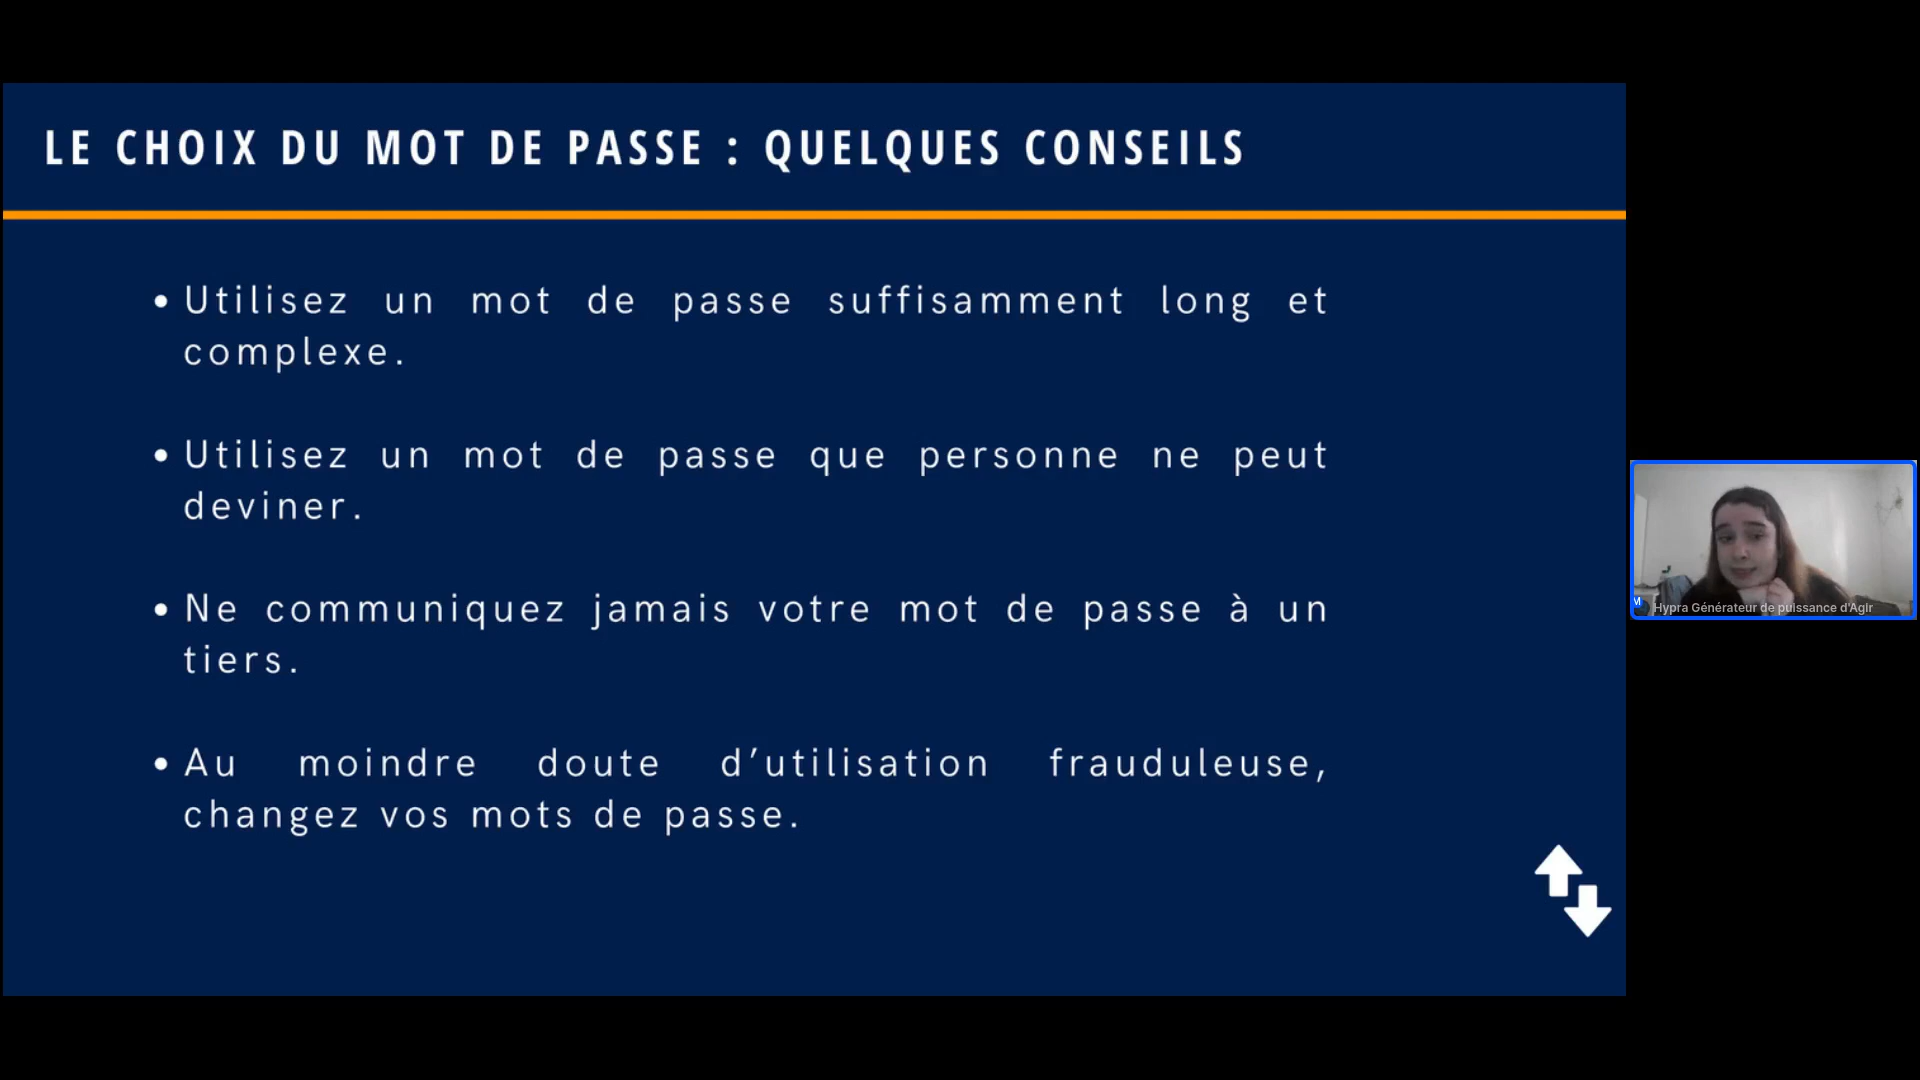 LE CHOIX DU MOT DE PASSE : QUELQUES CONSEILS
• Utilisez un mot de passe suffisamment long et
complexe.
• Utilisez un mot de passe que personne ne peut
deviner.
• Ne communiquez jamais votre mot de passe à un
tiers.
• Au moindre doute d’utilisation frauduleuse,
changez vos mots de passe.
M
Hypra Générateur de puissance d'Agir